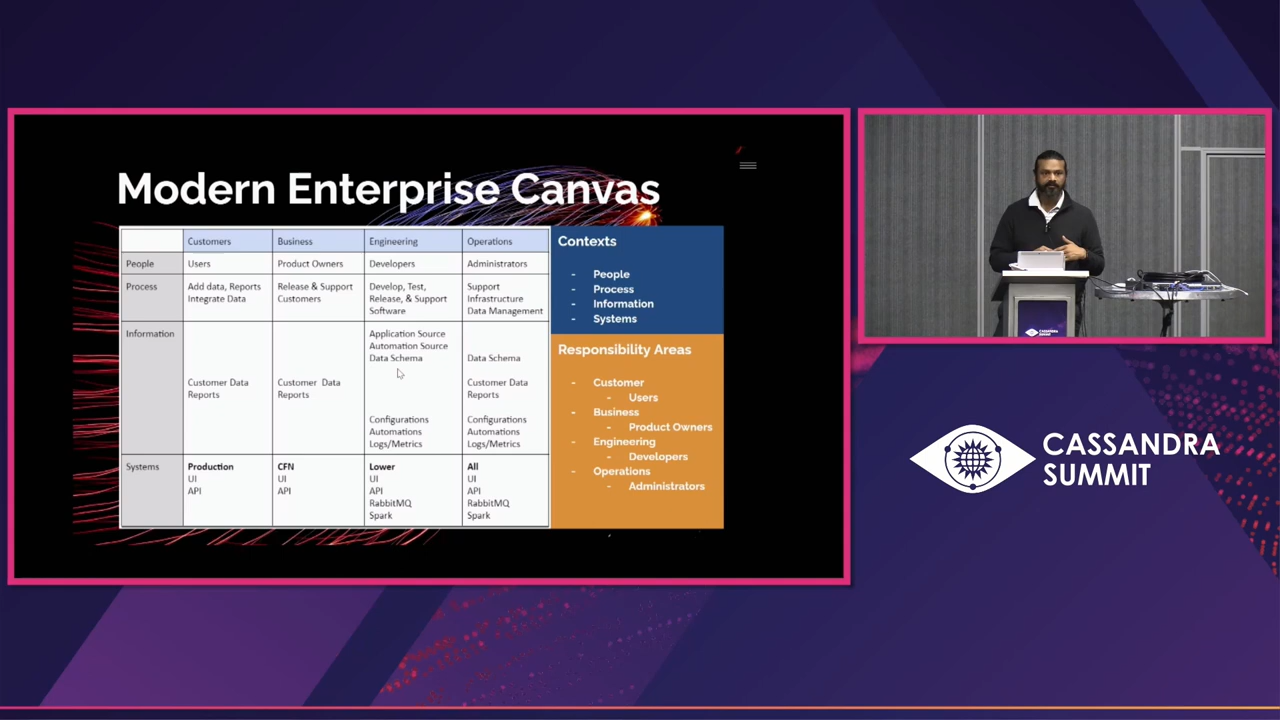 Modern Enterprise Canvas
Customers Business Engineering Operations
People Users Product Owners Developers Administrators
Process Add data, Reports Release & Support Develop, Test, Support
Integrate Data Customers Release, & Support Infrastructure
Software Data Management
Information Application Source
Automation Source
Data Schema Data Schema
Customer Data Customer Data Customer Data
Reports Reports Reports
Configurations Configurations
Automations Automations
Logs/Metrics Logs/Metrics
Systems Production CFN Lower All
UI UI UI UI
API API API API
RabbitMQ RabbitMQ
Spark Spark
Contexts
- People
- Process
- Information
- Systems
Responsibility Areas
- Customer
- Users
- Business
- Product Owners
- Engineering
- Developers
- Operations
- Administrators
CASSANDRA
SUMMIT
CASSANDRA
SUMMIT